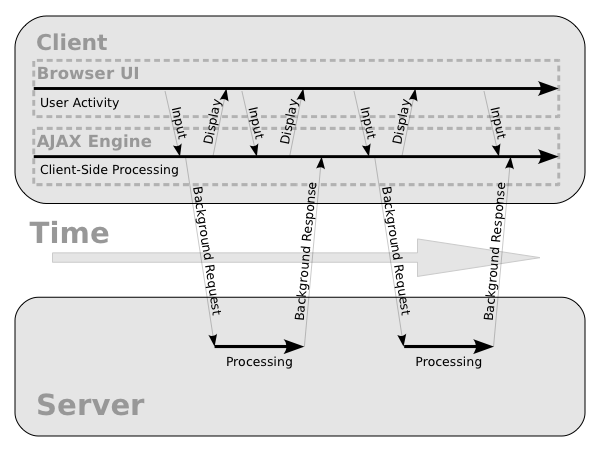 Client
Browser UI
User Activity
Input
Display
Input
Display
Input
Display
Input
AJAX Engine
Client-Side Processing
Background Request
Background Response
Background Request
Background Response
Time
Processing
Processing
Server